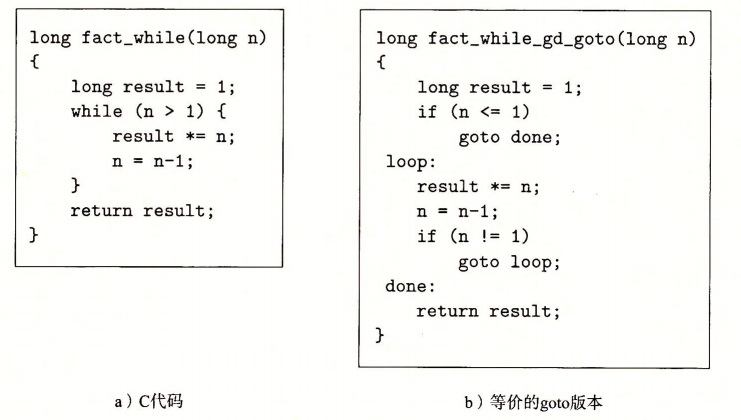 long fact_while(long n)
{
    long result = 1;
    while (n > 1) {
        result *= n;
        n = n-1;
    }
    return result;
}
a）C代码
long fact_while_gd_goto(long n)
{
    long result = 1;
    if (n <= 1)
        goto done;
 loop:
    result *= n;
    n = n-1;
    if (n != 1)
        goto loop;
 done:
    return result;
}
b）等价的goto版本